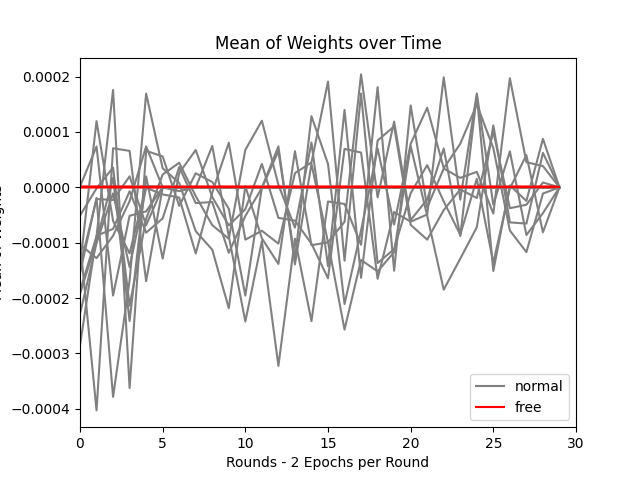 Mean of Weights over Time
0.0002
0.0001
0.0000
−0.0001
−0.0002
−0.0003
−0.0004
0 5 10 15 20 25 30
Rounds - 2 Epochs per Round
normal
free